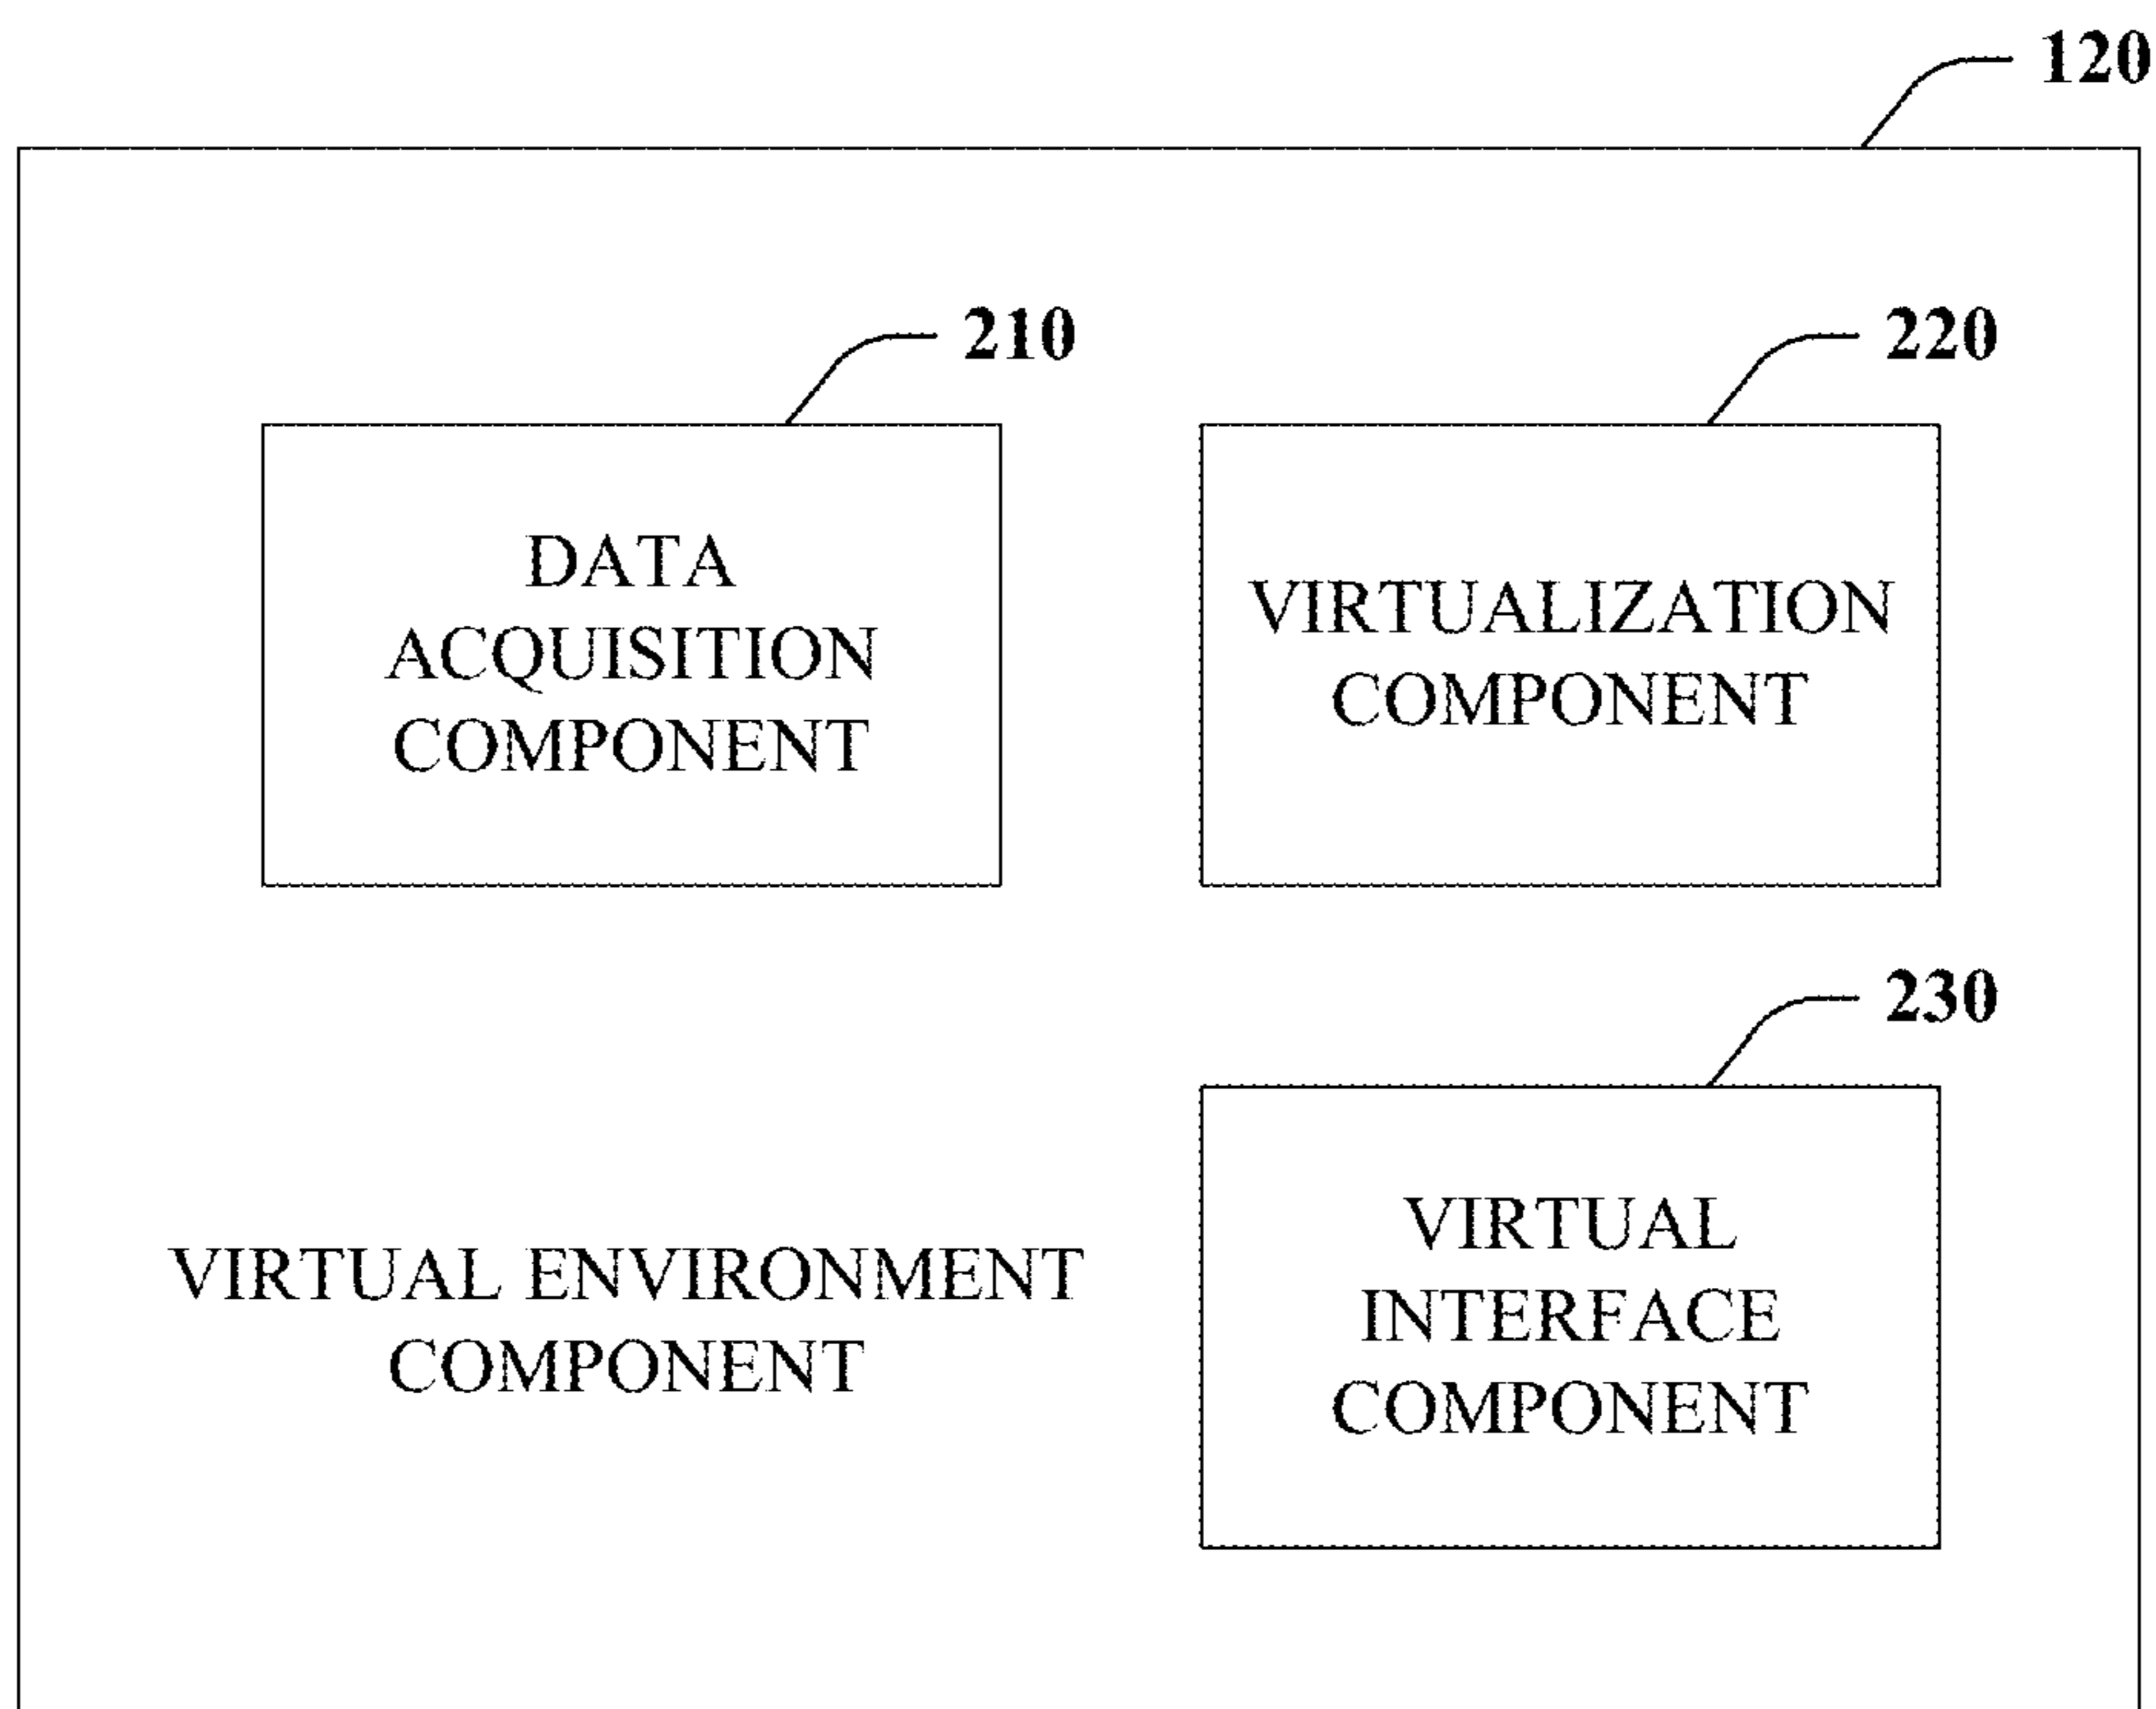 120
210
220
DATA
ACQUISITION
COMPONENT
VIRTUALIZATION
COMPONENT
230
VIRTUAL ENVIRONMENT
COMPONENT
VIRTUAL
INTERFACE
COMPONENT